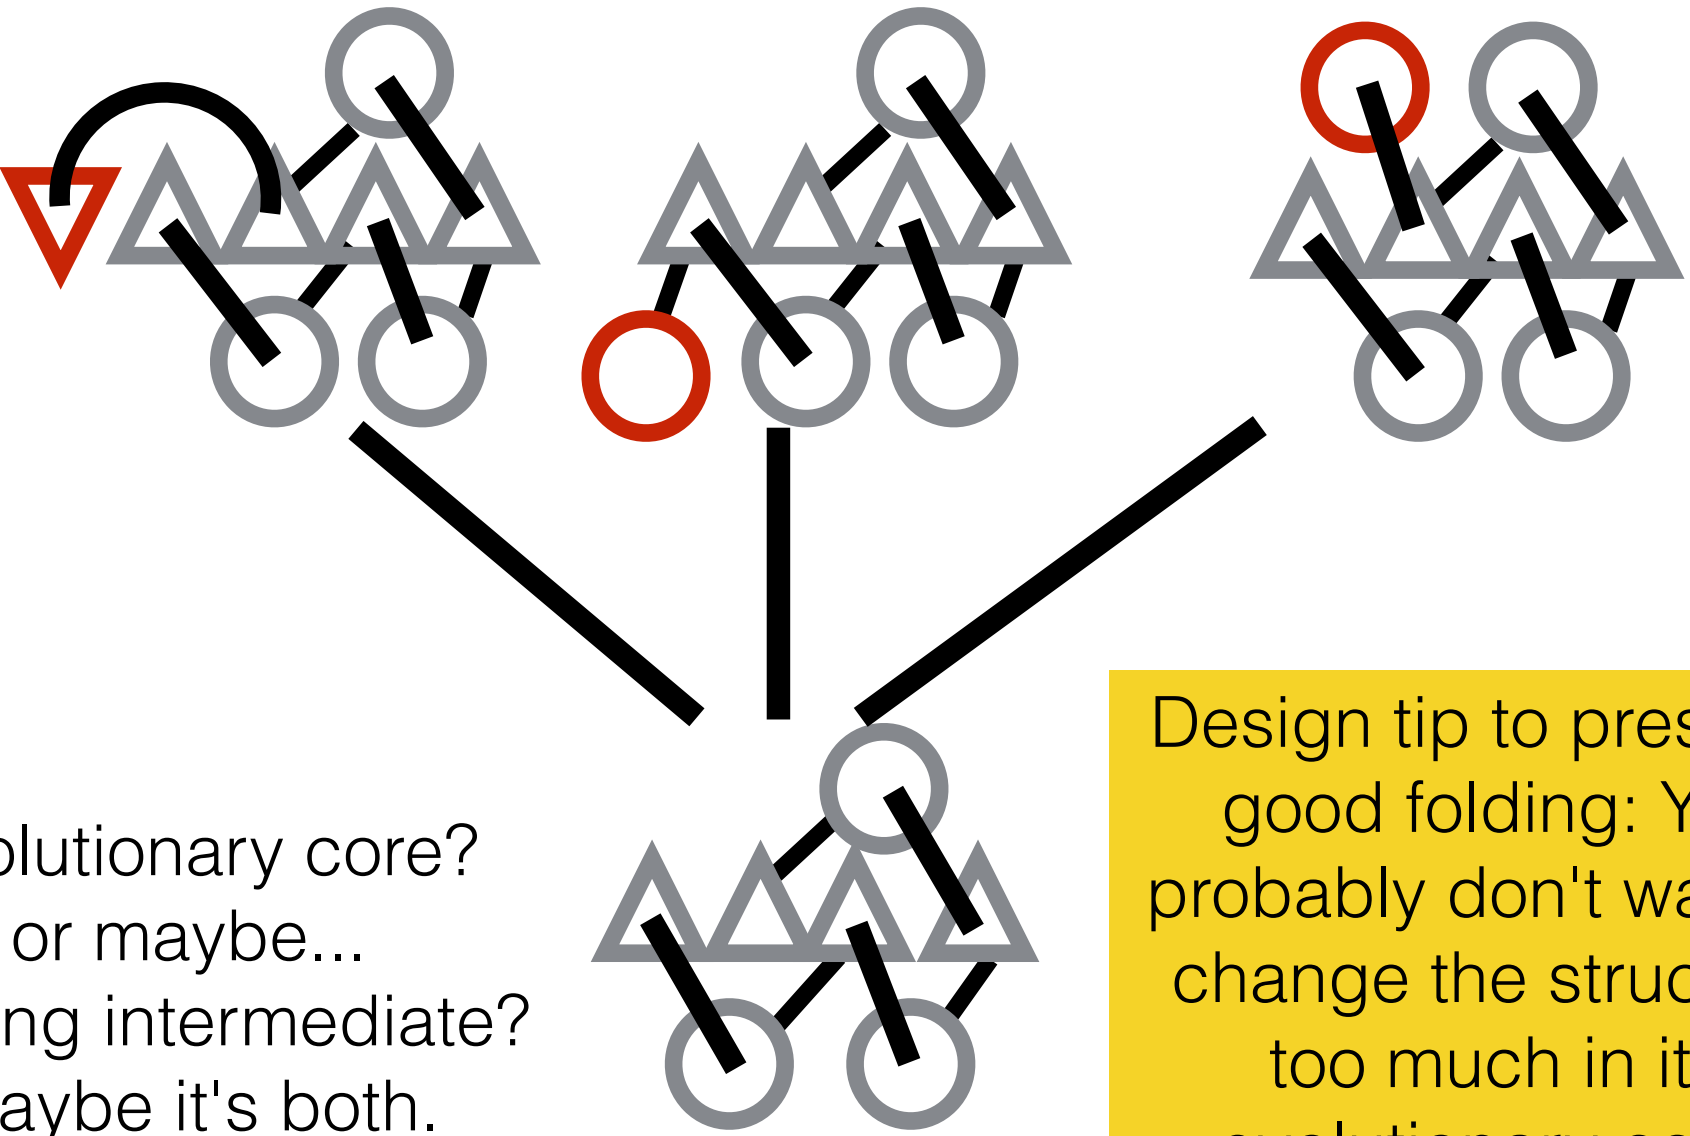 olutionary core?
or maybe...
ng intermediate?
aybe it's both.
Design tip to pres
good folding: Y
probably don't wa
change the struc
too much in it